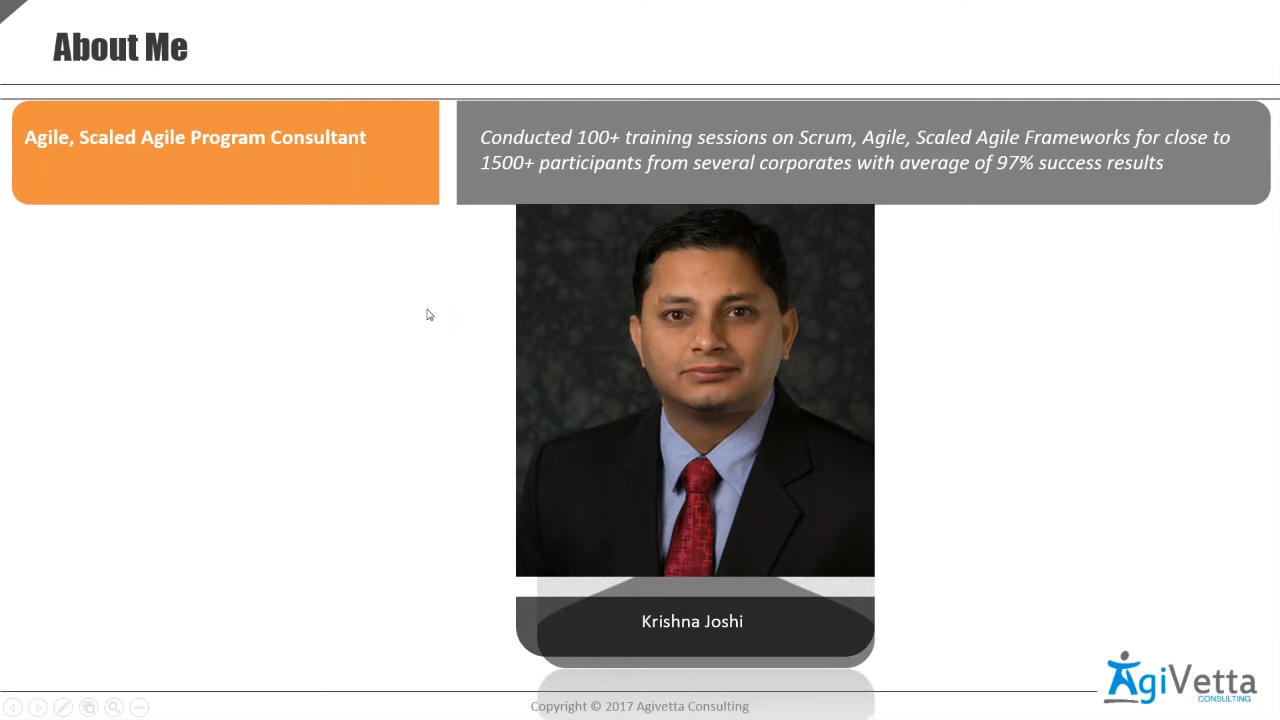 About Me
Agile, Scaled Agile Program Consultant
Conducted 100+ training sessions on Scrum, Agile, Scaled Agile Frameworks for close to
1500+ participants from several corporates with average of 97% success results
Krishna Joshi
AgiVetta
CONSULTING
Copyright © 2017 Agivetta Consulting